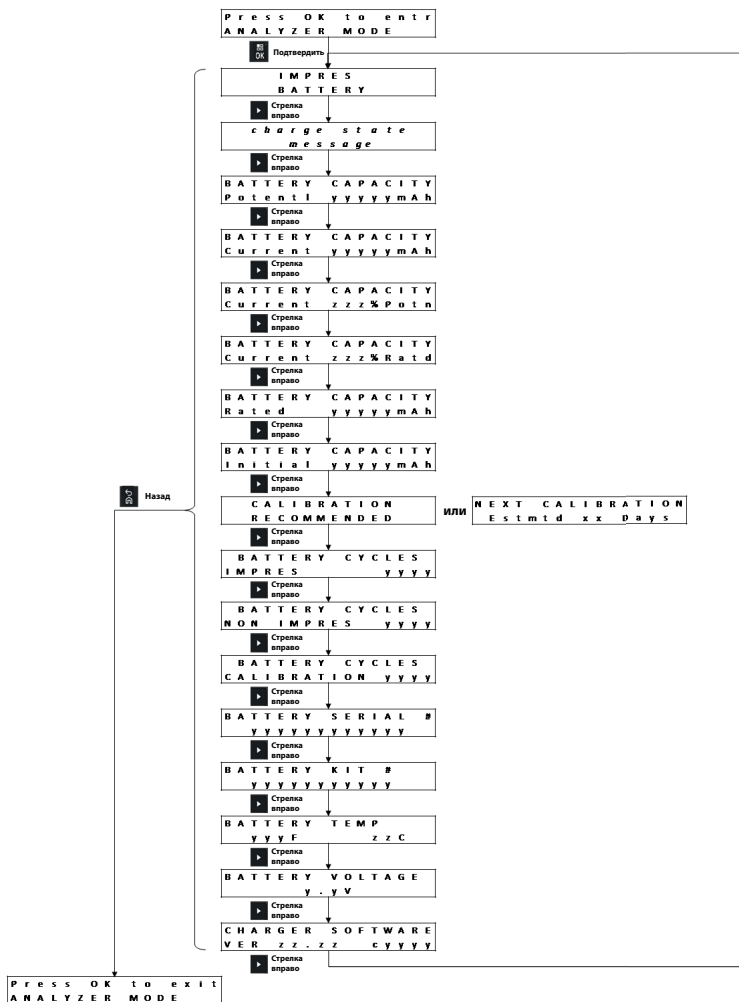 Press OK to entr
ANALYZER MODE
OK Подтвердить
IMPRES
BATTERY
Стрелка
вправо
charge state
message
Стрелка
вправо
BATTERY CAPACITY
Potentl yyyyymAh
Стрелка
вправо
BATTERY CAPACITY
Current yyyyymAh
Стрелка
вправо
BATTERY CAPACITY
Current zzz%Potn
Стрелка
вправо
BATTERY CAPACITY
Current zzz%Ratd
Стрелка
вправо
BATTERY CAPACITY
Rated yyyyymAh
Стрелка
вправо
BATTERY CAPACITY
Initial yyyyymAh
Стрелка
вправо
Назад
CALIBRATION
RECOMMENDED
или
NEXT CALIBRATION
Estmtd xx Days
Стрелка
вправо
BATTERY CYCLES
IMPRES yyyy
Стрелка
вправо
BATTERY CYCLES
NON IMPRES yyyy
Стрелка
вправо
BATTERY CYCLES
CALIBRATION yyyy
Стрелка
вправо
BATTERY SERIAL #
yyyyyyyyyyyy
Стрелка
вправо
BATTERY KIT #
yyyyyyyyyyy
Стрелка
вправо
BATTERY TEMP
yyyF zzC
Стрелка
вправо
BATTERY VOLTAGE
y.yV
Стрелка
вправо
CHARGER SOFTWARE
VER zz.zz cyyyy
Стрелка
вправо
Press OK to exit
ANALYZER MODE